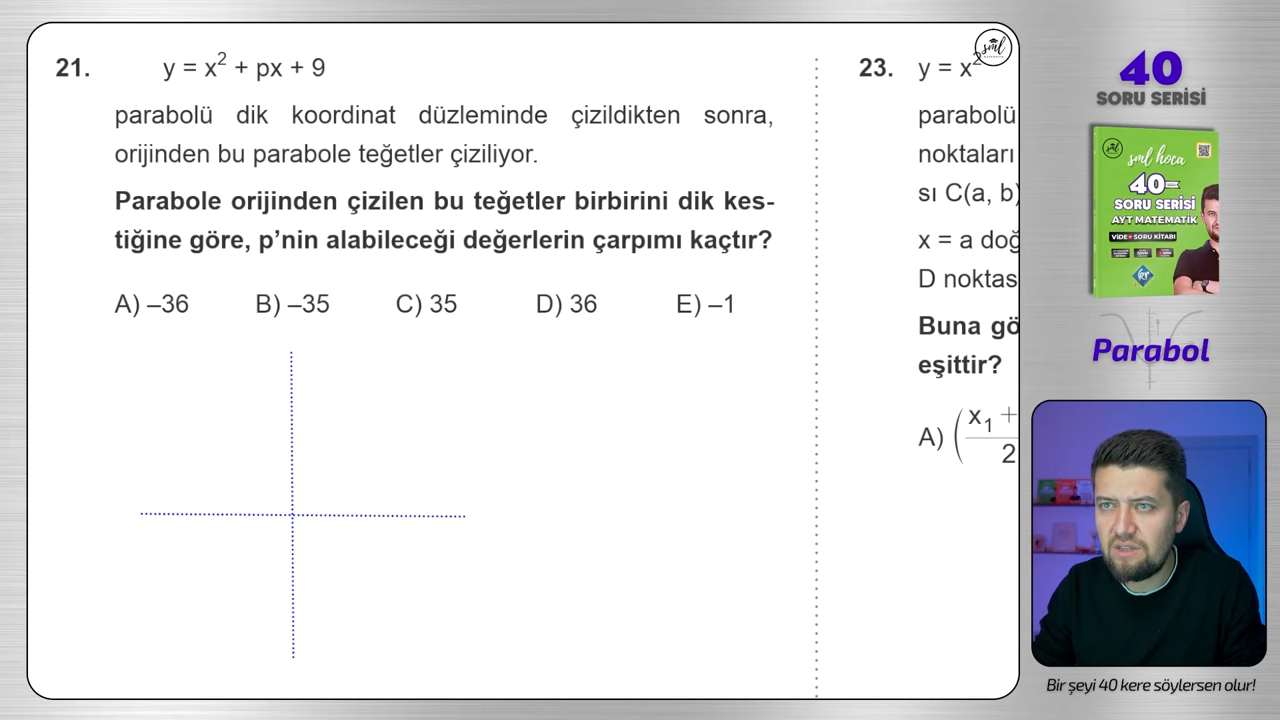 21. y = x² + px + 9
parabolü dik koordinat düzleminde çizildikten sonra,
orijinden bu parabole teğetler çiziliyor.
Parabole orijinden çizilen bu teğetler birbirini dik kes-
tiğine göre, p’nin alabileceği değerlerin çarpımı kaçtır?
A) –36 B) –35 C) 35 D) 36 E) –1
23. y = x²
parabolü
noktaları
sı C(a, b)
x = a doğ
D noktas
Buna gö
eşittir?
A) (x₁ +
2
sml
40
SORU SERİSİ
sml hoca
40
SORU SERİSİ
AYT MATEMATİK
VİDEO SORU KİTABI
Parabol
Bir şeyi 40 kere söylersen olur!